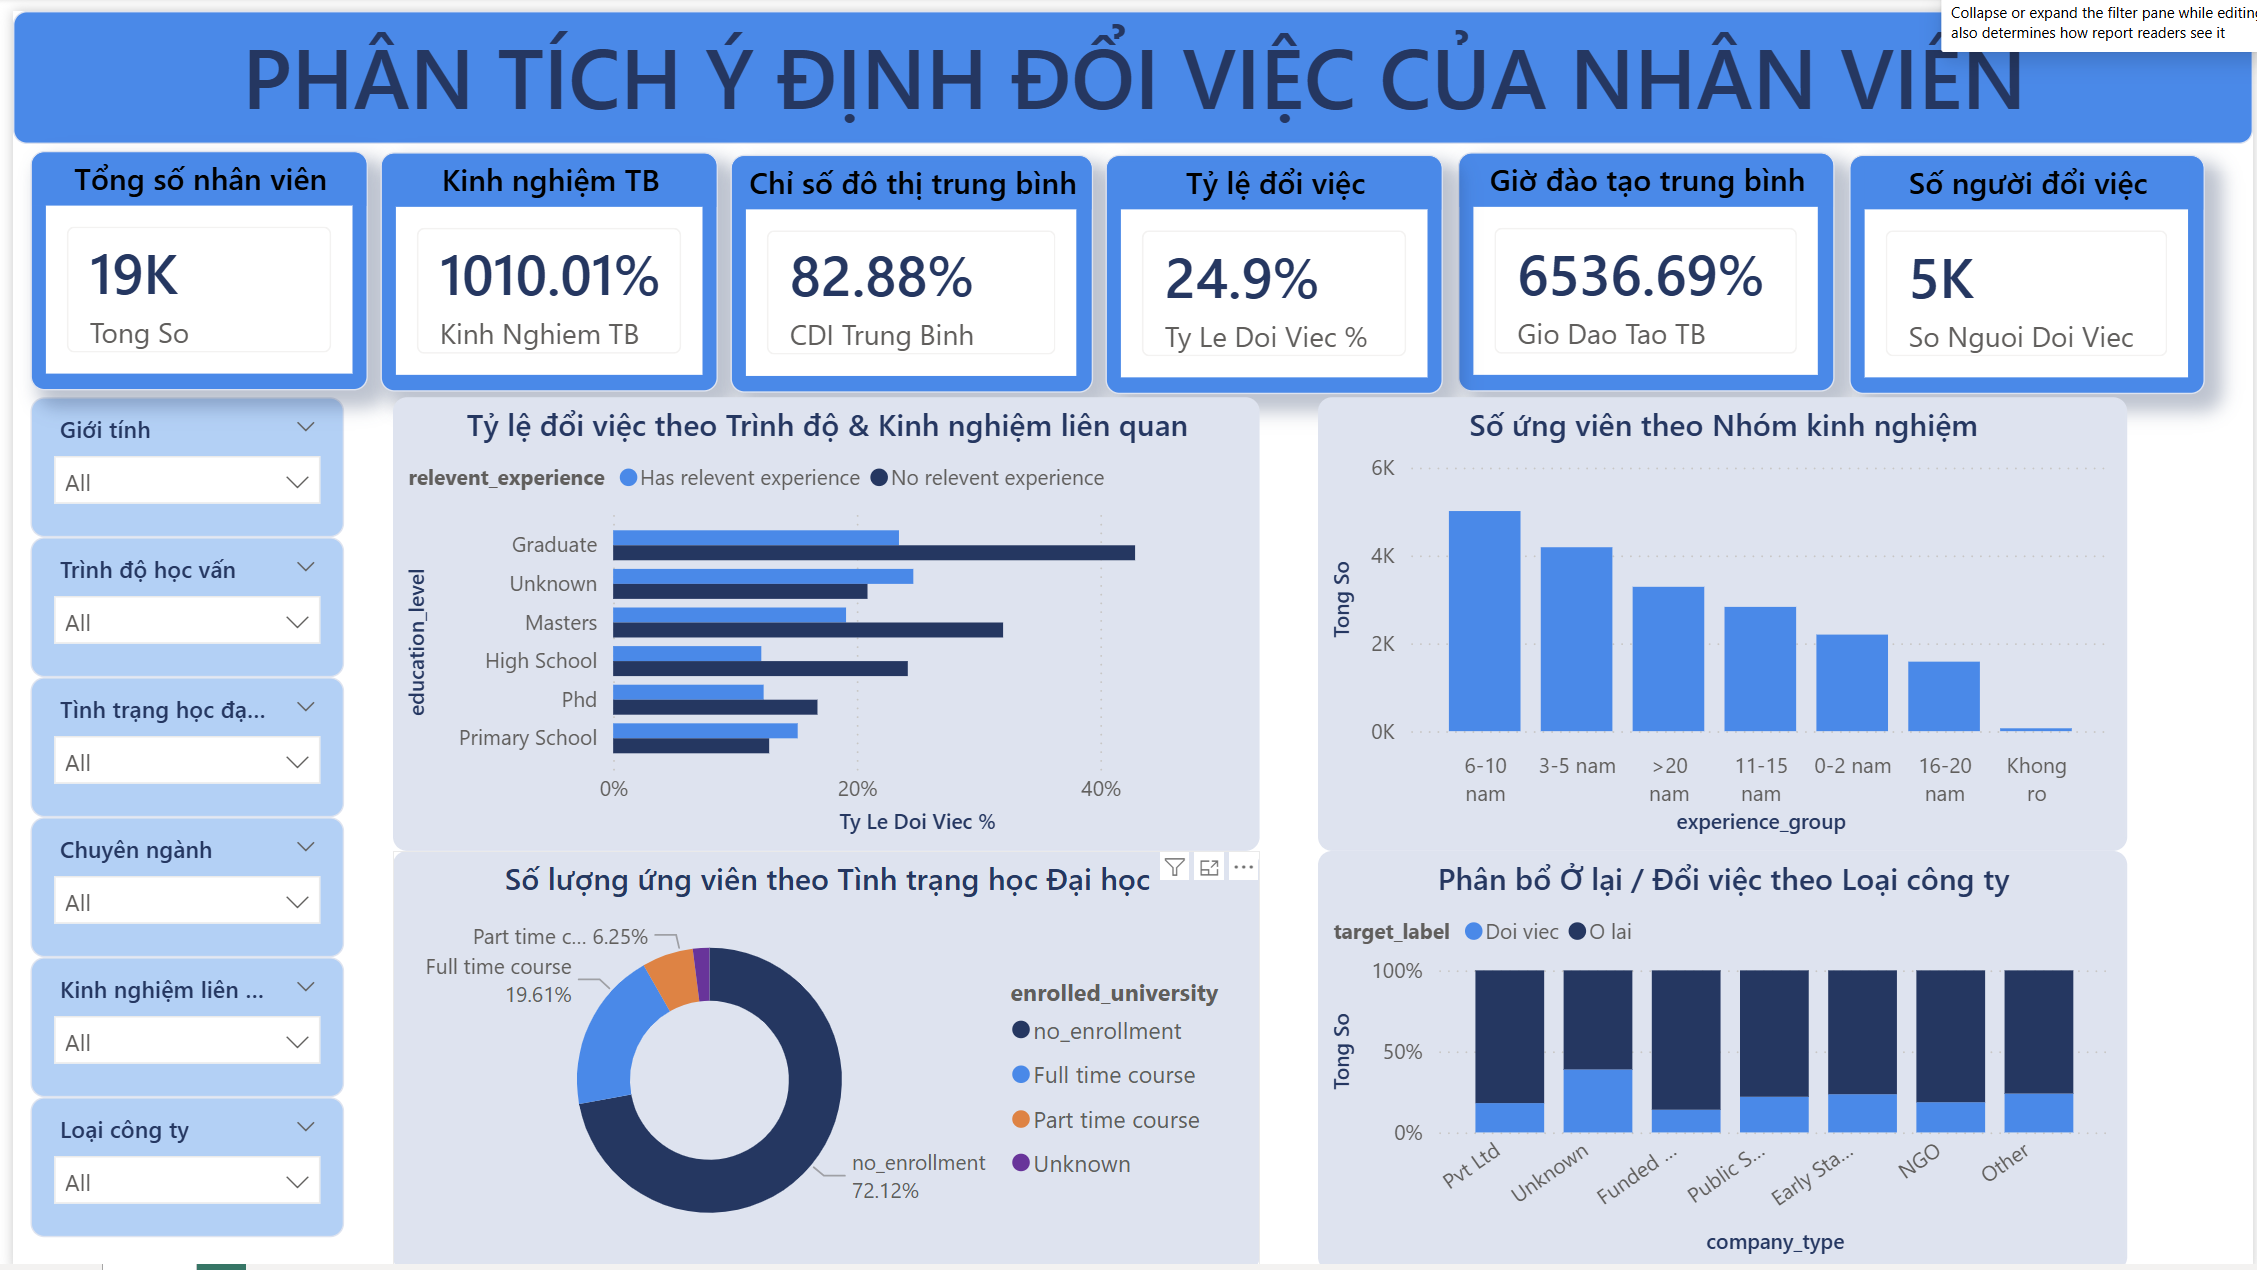 Collapse or expand the filter pane while editing
also determines how report readers see it
PHÂN TÍCH Ý ĐỊNH ĐỔI VIỆC CỦA NHÂN VIÊN
Tổng số nhân viên
19K
Tong So
Kinh nghiệm TB
1010.01%
Kinh Nghiem TB
Chỉ số đô thị trung bình
82.88%
CDI Trung Binh
Tỷ lệ đổi việc
24.9%
Ty Le Doi Viec %
Giờ đào tạo trung bình
6536.69%
Gio Dao Tao TB
Số người đổi việc
5K
So Nguoi Doi Viec
Giới tính
All
Trình độ học vấn
All
Tình trạng học đạ...
All
Chuyên ngành
All
Kinh nghiệm liên ...
All
Loại công ty
All
Tỷ lệ đổi việc theo Trình độ & Kinh nghiệm liên quan
relevent_experience Has relevent experience No relevent experience
education_level
Graduate
Unknown
Masters
High School
Phd
Primary School
0% 20% 40%
Ty Le Doi Viec %
Số ứng viên theo Nhóm kinh nghiệm
Tong So
6K
4K
2K
0K
6-10 nam
3-5 nam
>20 nam
11-15 nam
0-2 nam
16-20 nam
Khong ro
experience_group
Số lượng ứng viên theo Tình trạng học Đại học
Part time c... 6.25%
Full time course
19.61%
no_enrollment
72.12%
enrolled_university
no_enrollment
Full time course
Part time course
Unknown
Phân bổ Ở lại / Đổi việc theo Loại công ty
target_label Doi viec O lai
Tong So
100%
50%
0%
Pvt Ltd
Unknown
Funded ...
Public S...
Early Sta...
NGO
Other
company_type